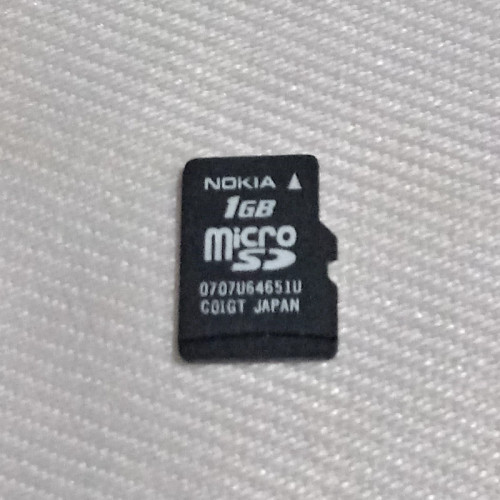 NOKIA ▲
1GB
micro
SD
0707U64651U
C01GT JAPAN